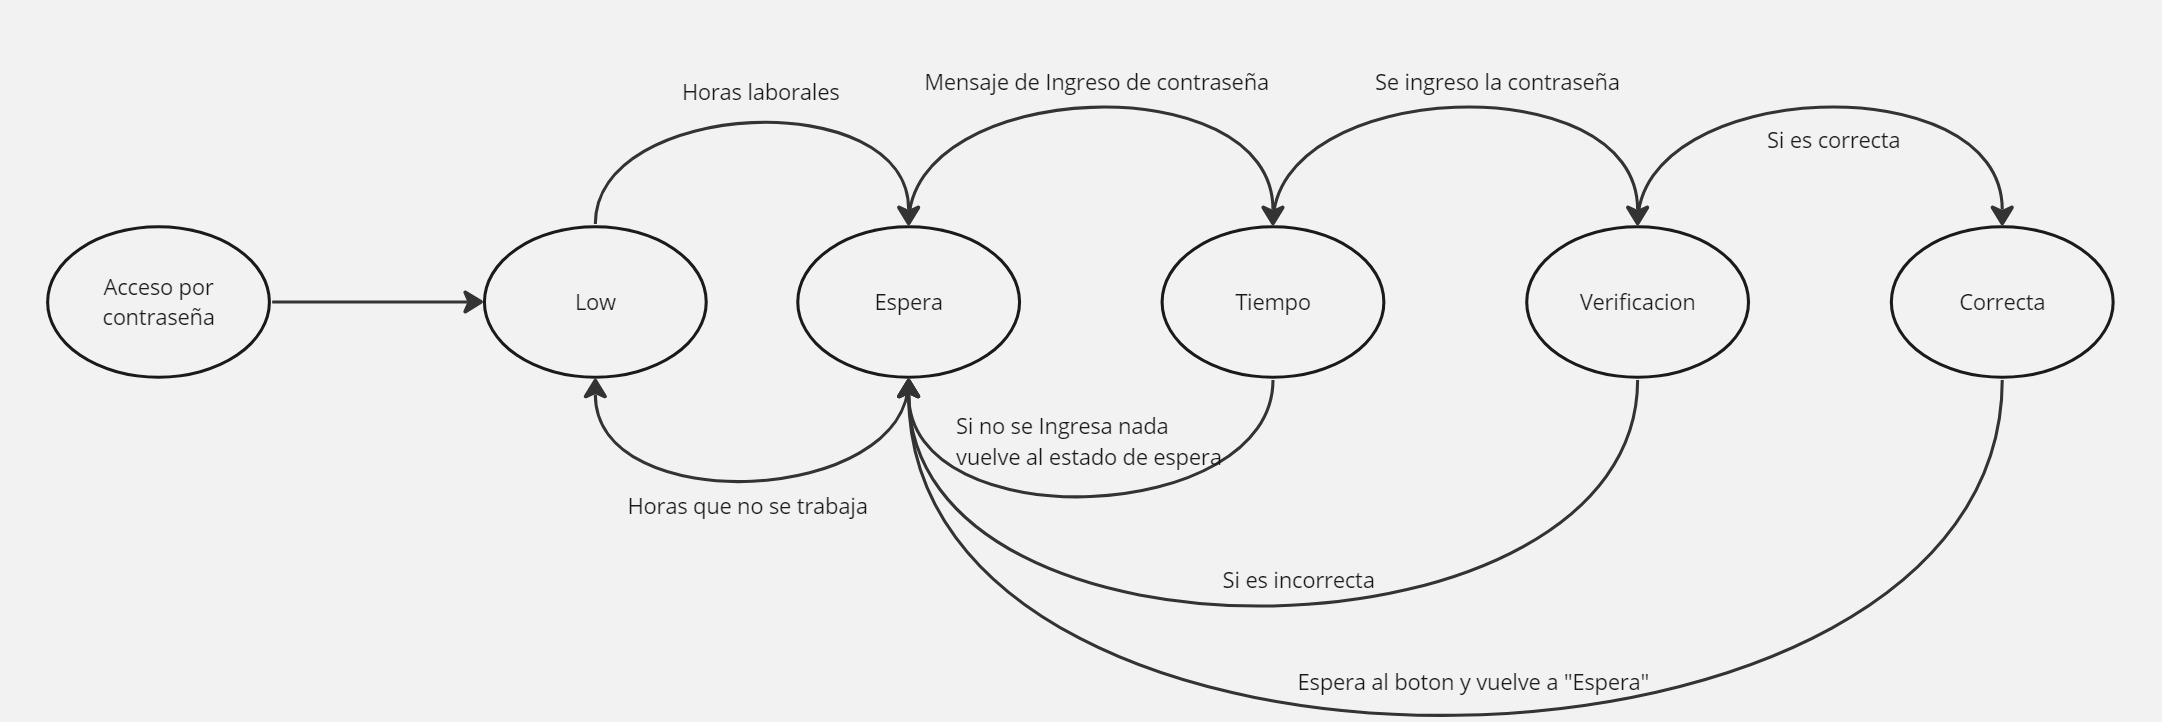 Horas laborales
Mensaje de Ingreso de contraseña
Se ingreso la contraseña
Si es correcta
Acceso por
contraseña
Low
Espera
Tiempo
Verificacion
Correcta
Si no se Ingresa nada
vuelve al estado de espera
Horas que no se trabaja
Si es incorrecta
Espera al boton y vuelve a "Espera"